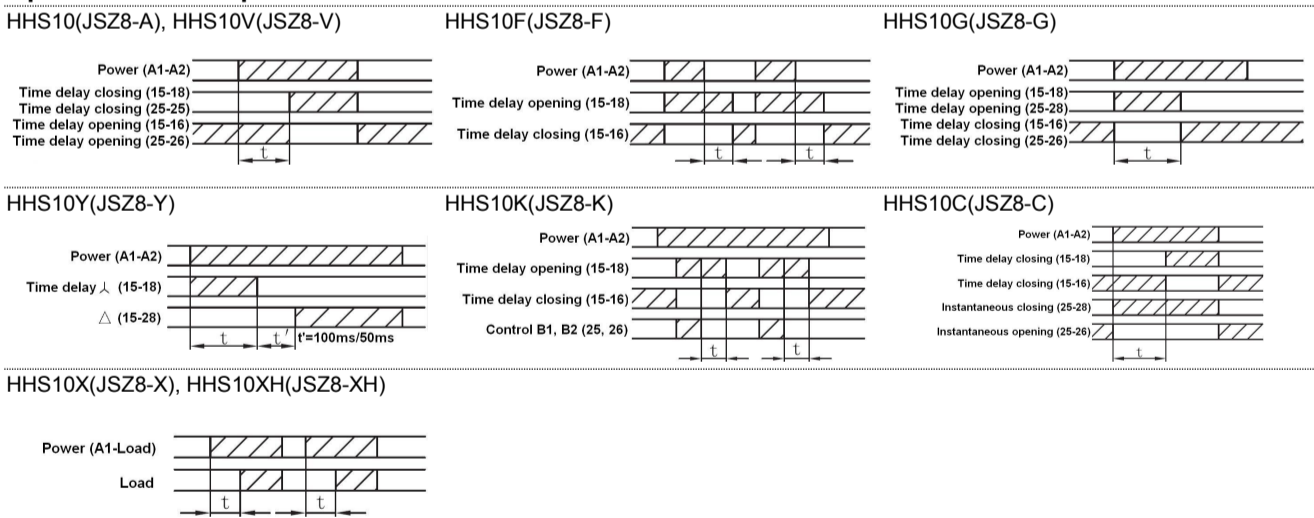 HHS10(JSZ8-A), HHS10V(JSZ8-V)
Power (A1-A2)
Time delay closing (15-18)
Time delay closing (25-25)
Time delay opening (15-16)
Time delay opening (25-26)
t
HHS10F(JSZ8-F)
Power (A1-A2)
Time delay opening (15-18)
Time delay closing (15-16)
t
t
HHS10G(JSZ8-G)
Power (A1-A2)
Time delay opening (15-18)
Time delay opening (25-28)
Time delay closing (15-16)
Time delay closing (25-26)
t
HHS10Y(JSZ8-Y)
Power (A1-A2)
Time delay 人 (15-18)
△ (15-28)
t
t'
t'=100ms/50ms
HHS10K(JSZ8-K)
Power (A1-A2)
Time delay opening (15-18)
Time delay closing (15-16)
Control B1, B2 (25, 26)
t
t
HHS10C(JSZ8-C)
Power (A1-A2)
Time delay closing (15-18)
Time delay closing (15-16)
Instantaneous closing (25-28)
Instantaneous opening (25-26)
t
HHS10X(JSZ8-X), HHS10XH(JSZ8-XH)
Power (A1-Load)
Load
t
t